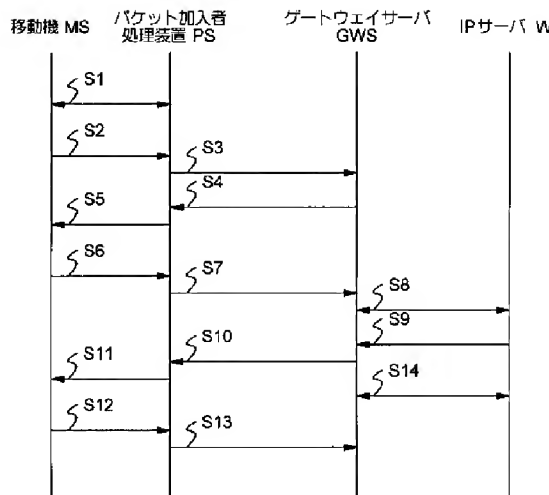 移動機 MS
パケット加入者
処理装置 PS
ゲートウェイサーバ
GWS
IPサーバ W
S1
S2
S3
S4
S5
S6
S7
S8
S9
S10
S11
S14
S12
S13